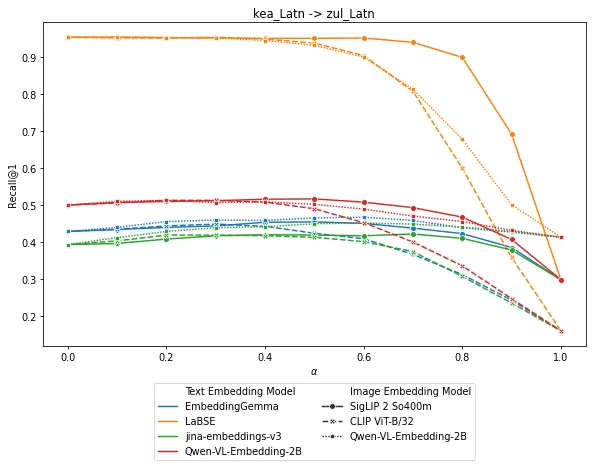 kea_Latn -> zul_Latn
Recall@1
0.9
0.8
0.7
0.6
0.5
0.4
0.3
0.2
0.0
0.2
0.4
0.6
0.8
1.0
α
Text Embedding Model
EmbeddingGemma
LaBSE
jina-embeddings-v3
Qwen-VL-Embedding-2B
Image Embedding Model
SigLIP 2 So400m
CLIP ViT-B/32
Qwen-VL-Embedding-2B